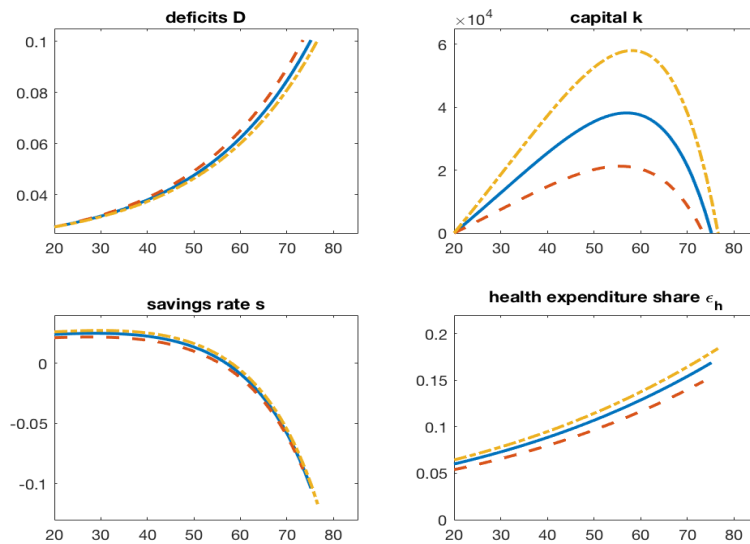 deficits D
0.1
0.08
0.06
0.04
20 30 40 50 60 70 80
capital k
×10⁴
6
4
2
0
20 30 40 50 60 70 80
savings rate s
0
-0.05
-0.1
20 30 40 50 60 70 80
health expenditure share ϵh
0.2
0.15
0.1
0.05
0
20 30 40 50 60 70 80